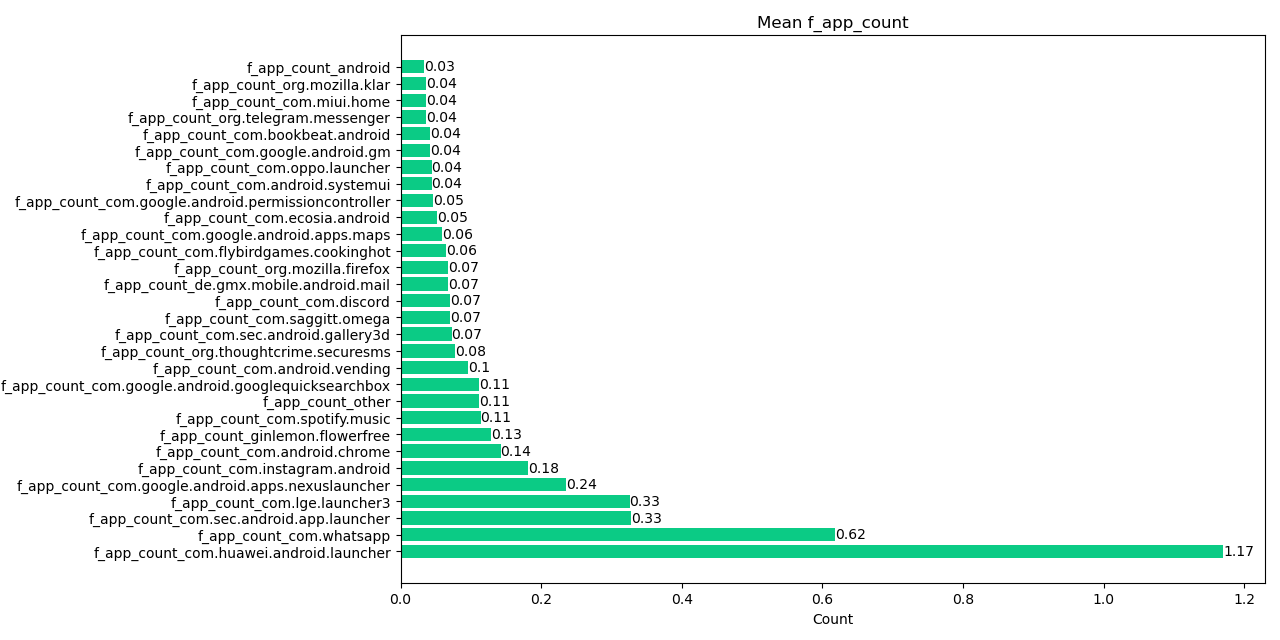 Mean f_app_count
f_app_count_android 0.03
f_app_count_org.mozilla.klar 0.04
f_app_count_com.miui.home 0.04
f_app_count_org.telegram.messenger 0.04
f_app_count_com.bookbeat.android 0.04
f_app_count_com.google.android.gm 0.04
f_app_count_com.oppo.launcher 0.04
f_app_count_com.android.systemui 0.04
f_app_count_com.google.android.permissioncontroller 0.05
f_app_count_com.ecosia.android 0.05
f_app_count_com.google.android.apps.maps 0.06
f_app_count_com.flybirdgames.cookinghot 0.06
f_app_count_org.mozilla.firefox 0.07
f_app_count_de.gmx.mobile.android.mail 0.07
f_app_count_com.discord 0.07
f_app_count_com.saggitt.omega 0.07
f_app_count_com.sec.android.gallery3d 0.07
f_app_count_org.thoughtcrime.securesms 0.08
f_app_count_com.android.vending 0.1
f_app_count_com.google.android.googlequicksearchbox 0.11
f_app_count_other 0.11
f_app_count_com.spotify.music 0.11
f_app_count_ginlemon.flowerfree 0.13
f_app_count_com.android.chrome 0.14
f_app_count_com.instagram.android 0.18
f_app_count_com.google.android.apps.nexuslauncher 0.24
f_app_count_com.lge.launcher3 0.33
f_app_count_com.sec.android.app.launcher 0.33
f_app_count_com.whatsapp 0.62
f_app_count_com.huawei.android.launcher 1.17
0.0 0.2 0.4 0.6 0.8 1.0 1.2
Count